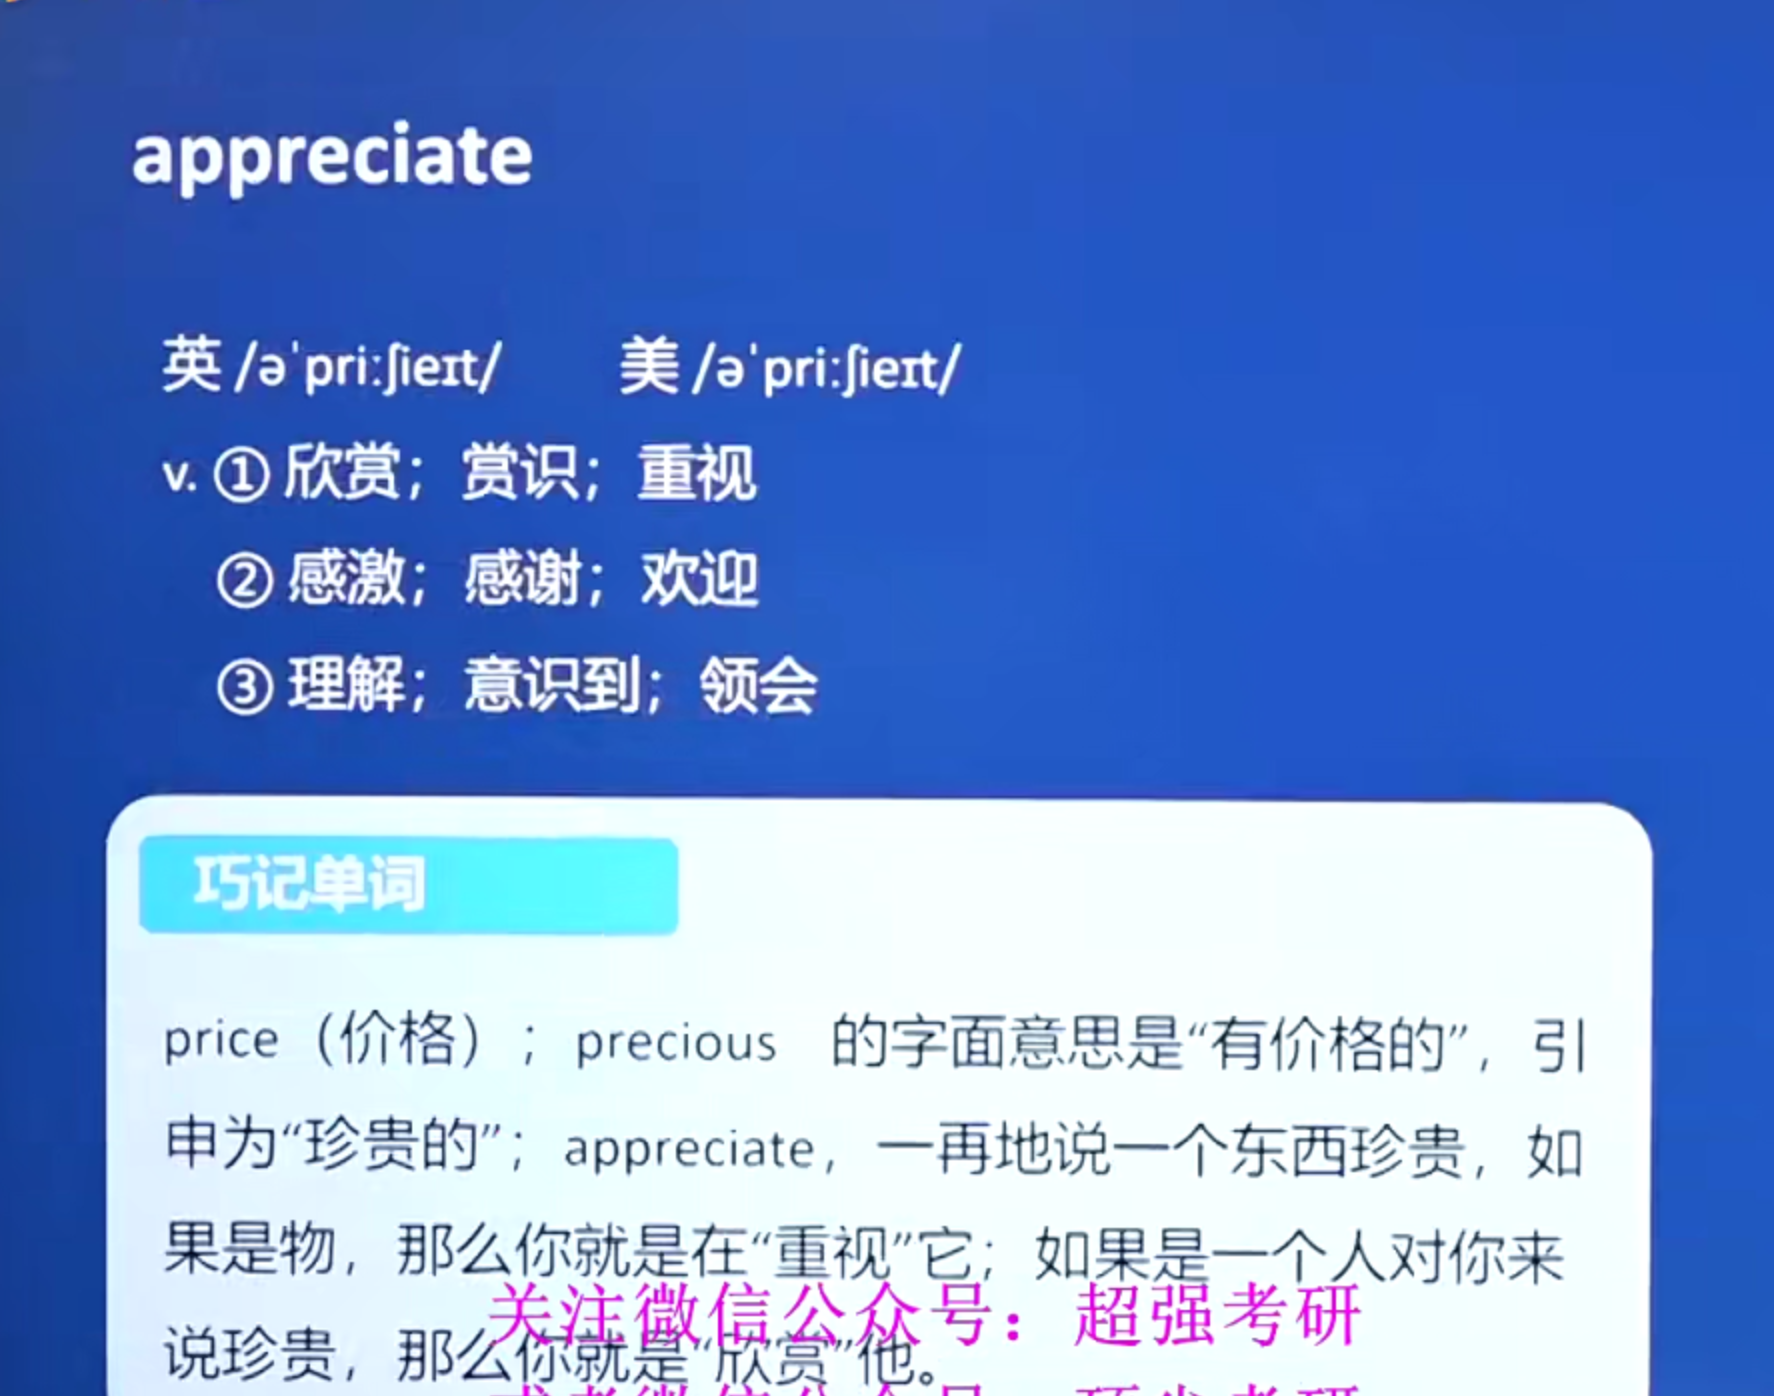 appreciate
英 /əˈpriːʃieɪt/ 美 /əˈpriːʃieɪt/
v. ① 欣赏；赏识；重视
② 感激；感谢；欢迎
③ 理解；意识到；领会
巧记单词
price（价格）；precious 的字面意思是“有价格的”，引
申为“珍贵的”；appreciate，一再地说一个东西珍贵，如
果是物，那么你就是在“重视”它；如果是一个人对你来
关注微信公众号：超强考研
说珍贵，那么你就是“欣赏”他。